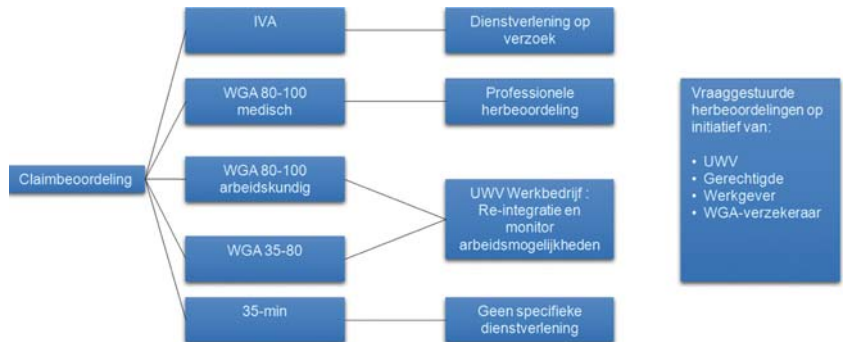 Claimbeoordeling
IVA
WGA 80-100
medisch
WGA 80-100
arbeidskundig
WGA 35-80
35-min
Dienstverlening op
verzoek
Professionele
herbeoordeling
UWV Werkbedrijf :
Re-integratie en
monitor
arbeidsmogelijkheden
Geen specifieke
dienstverlening
Vraaggestuurde
herbeoordelingen op
initiatief van:
• UWV
• Gerechtigde
• Werkgever
• WGA-verzekeraar